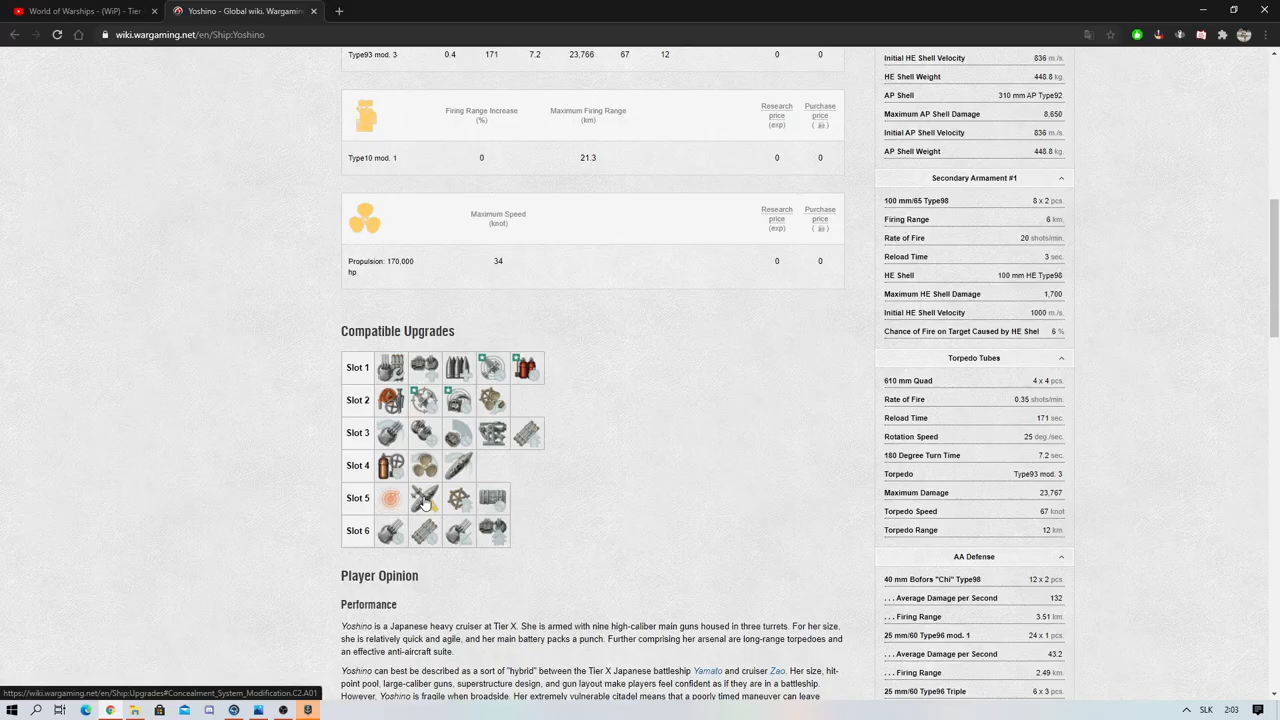 World of Warships (WiP) - Tier
Yoshino - Global wiki. Wargamin
wiki.wargaming.net/en/Ship:Yoshino
Type93 mod. 3 0.4 171 7.2 23,766 67 12 0 0
Firing Range Increase (%) Maximum Firing Range (km) Research price (exp) Purchase price ( )
Type10 mod. 1 0 21.3 0 0
Maximum Speed (knot) Research price (exp) Purchase price ( )
Propulsion: 170,000 hp 34 0 0
Compatible Upgrades
Slot 1
Slot 2
Slot 3
Slot 4
Slot 5
Slot 6
Player Opinion
Performance
Yoshino is a Japanese heavy cruiser at Tier X. She is armed with nine high-caliber main guns housed in three turrets. For her size,
she is relatively quick and agile, and her main battery packs a punch. Further comprising her arsenal are long-range torpedoes and
an effective anti-aircraft suite.
Yoshino can best be described as a sort of "hybrid" between the Tier X Japanese battleship Yamato and cruiser Zao. Her size, hit-
point pool, large-caliber guns, superstructure design, and gun layout make players feel confident as if they are in a battleship.
However, Yoshino is fragile when broadside. Her extremely vulnerable citadel means that a poorly timed maneuver can leave
Initial HE Shell Velocity 836 m./s.
HE Shell Weight 448.8 kg.
AP Shell 310 mm AP Type92
Maximum AP Shell Damage 8,650
Initial AP Shell Velocity 836 m./s.
AP Shell Weight 448.8 kg.
Secondary Armament #1
100 mm/65 Type98 8 x 2 pcs.
Firing Range 6 km.
Rate of Fire 20 shots/min.
Reload Time 3 sec.
HE Shell 100 mm HE Type98
Maximum HE Shell Damage 1,700
Initial HE Shell Velocity 1000 m./s.
Chance of Fire on Target Caused by HE Shel 6 %
Torpedo Tubes
610 mm Quad 4 x 4 pcs.
Rate of Fire 0.35 shots/min.
Reload Time 171 sec.
Rotation Speed 25 deg./sec.
180 Degree Turn Time 7.2 sec.
Torpedo Type93 mod. 3
Maximum Damage 23,767
Torpedo Speed 67 knot
Torpedo Range 12 km.
AA Defense
40 mm Bofors "Chi" Type98 12 x 2 pcs.
. . . Average Damage per Second 132
. . . Firing Range 3.51 km.
25 mm/60 Type96 mod. 1 24 x 1 pcs.
. . . Average Damage per Second 43.2
. . . Firing Range 2.49 km.
25 mm/60 Type96 Triple 6 x 3 pcs.
https://wiki.wargaming.net/en/Ship:Upgrades#Concealment_System_Modification.C2.A01
SLK 2:03